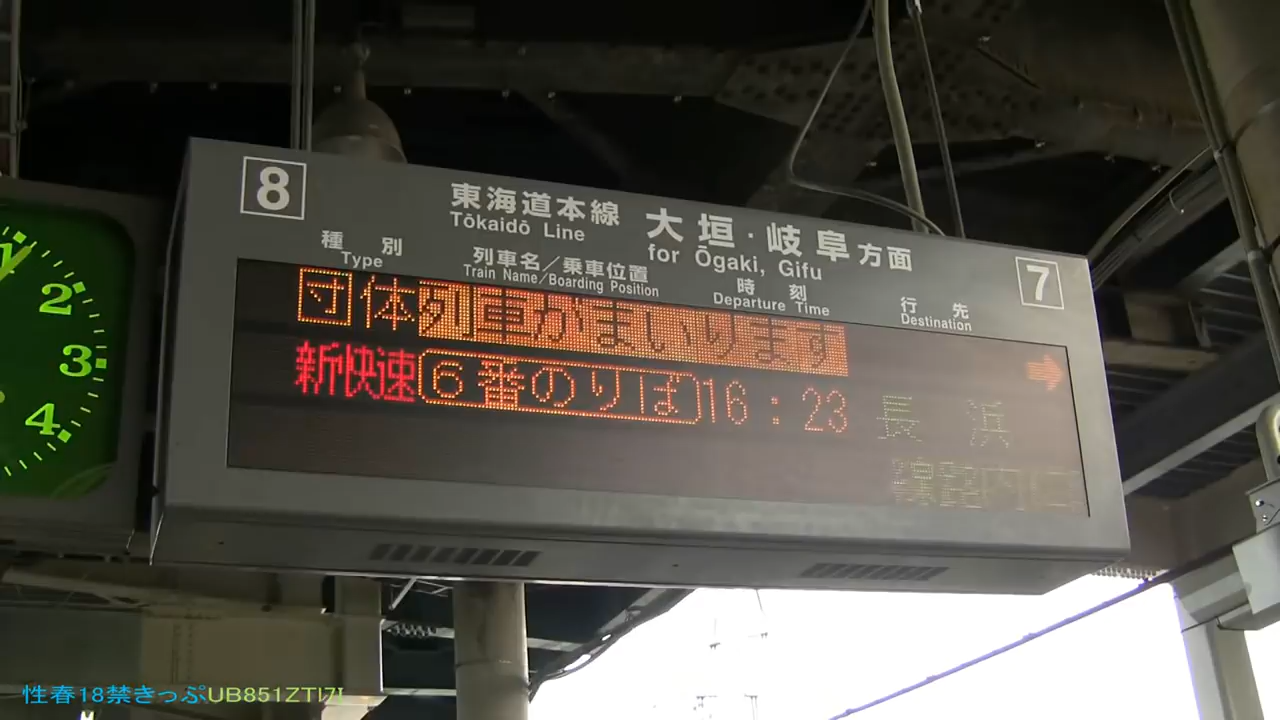 8
東海道本線 大垣・岐阜方面
Tōkaidō Line for Ōgaki, Gifu
7
種別 列車名／乗車位置 時刻 行先
Type Train Name/Boarding Position Departure Time Destination
団体列車がまいります
新快速 6番のりば 16:23 長浜
2
3
4
性春18禁きっぷUB851ZTI7I